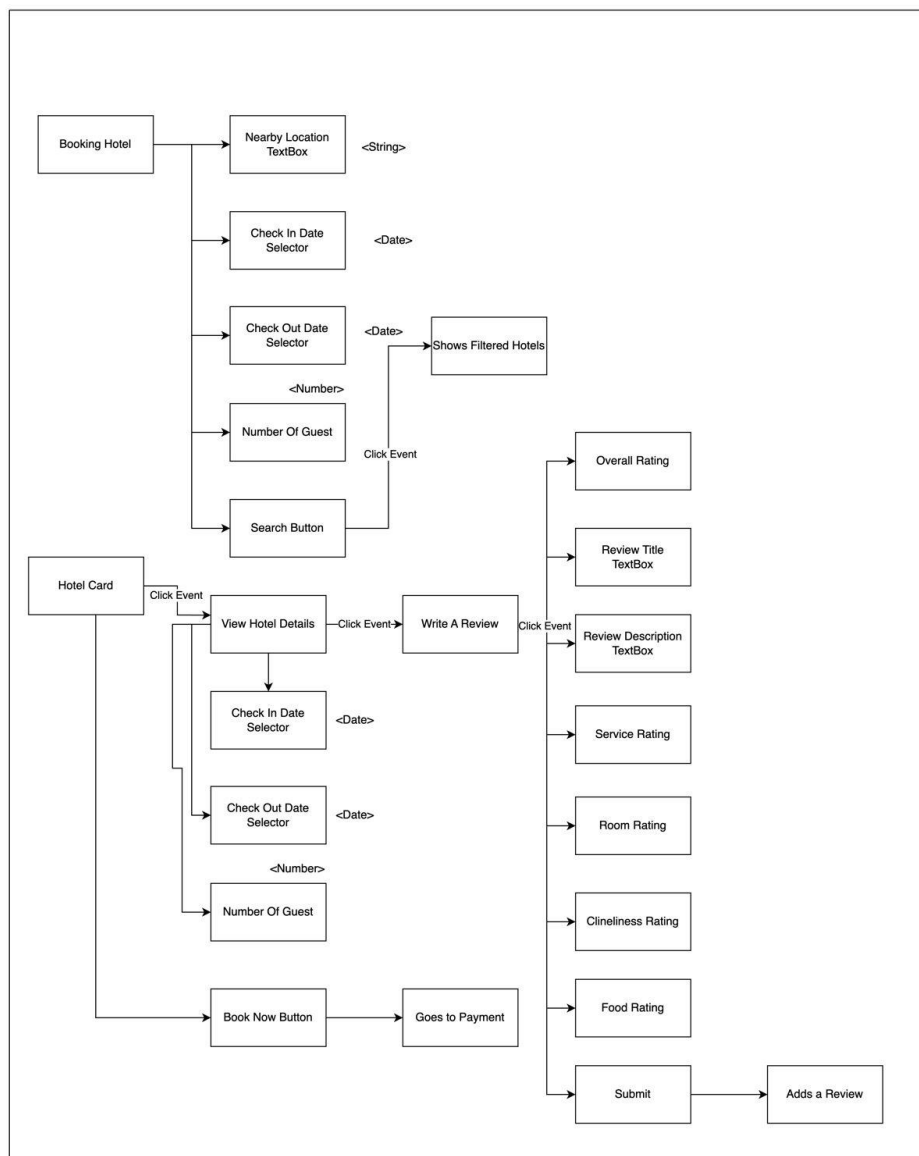 Booking Hotel
Nearby Location
TextBox
<String>
Check In Date
Selector
<Date>
Check Out Date
Selector
<Date>
Shows Filtered Hotels
<Number>
Number Of Guest
Click Event
Search Button
Overall Rating
Review Title
TextBox
Hotel Card
Click Event
View Hotel Details
Click Event
Write A Review
Click Event
Review Description
TextBox
Check In Date
Selector
<Date>
Service Rating
Check Out Date
Selector
<Date>
Room Rating
<Number>
Number Of Guest
Clineliness Rating
Book Now Button
Goes to Payment
Food Rating
Submit
Adds a Review